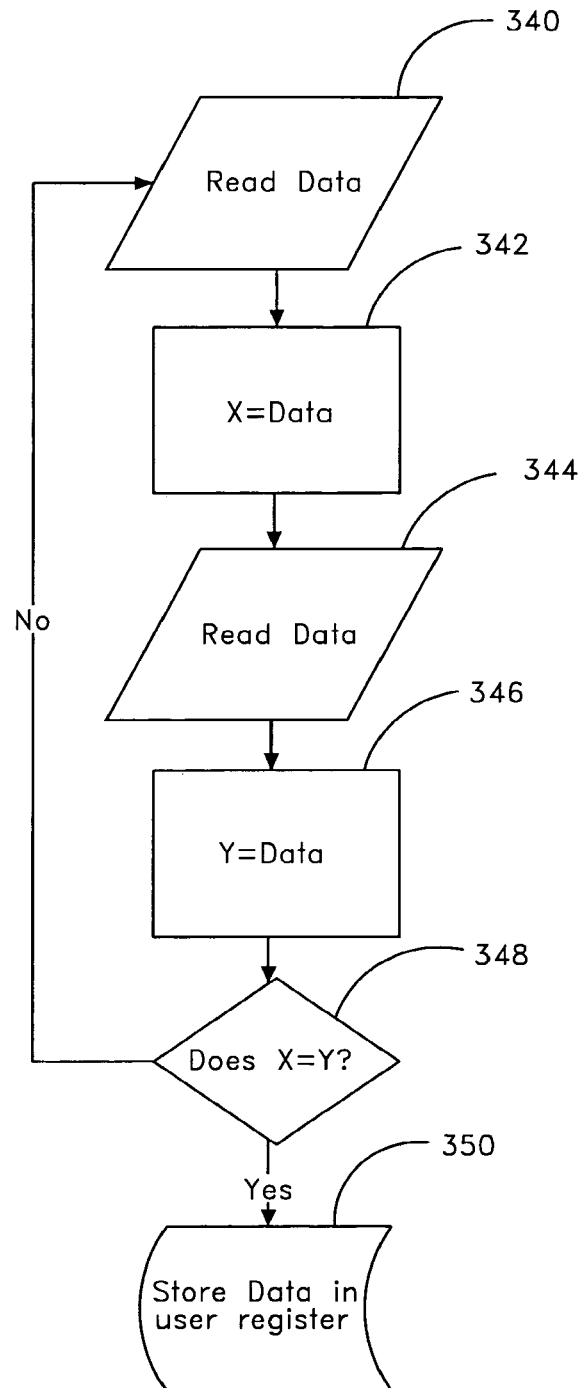 340
Read Data
342
X=Data
344
Read Data
No
346
Y=Data
348
Does X=Y?
350
Yes
Store Data in
user register